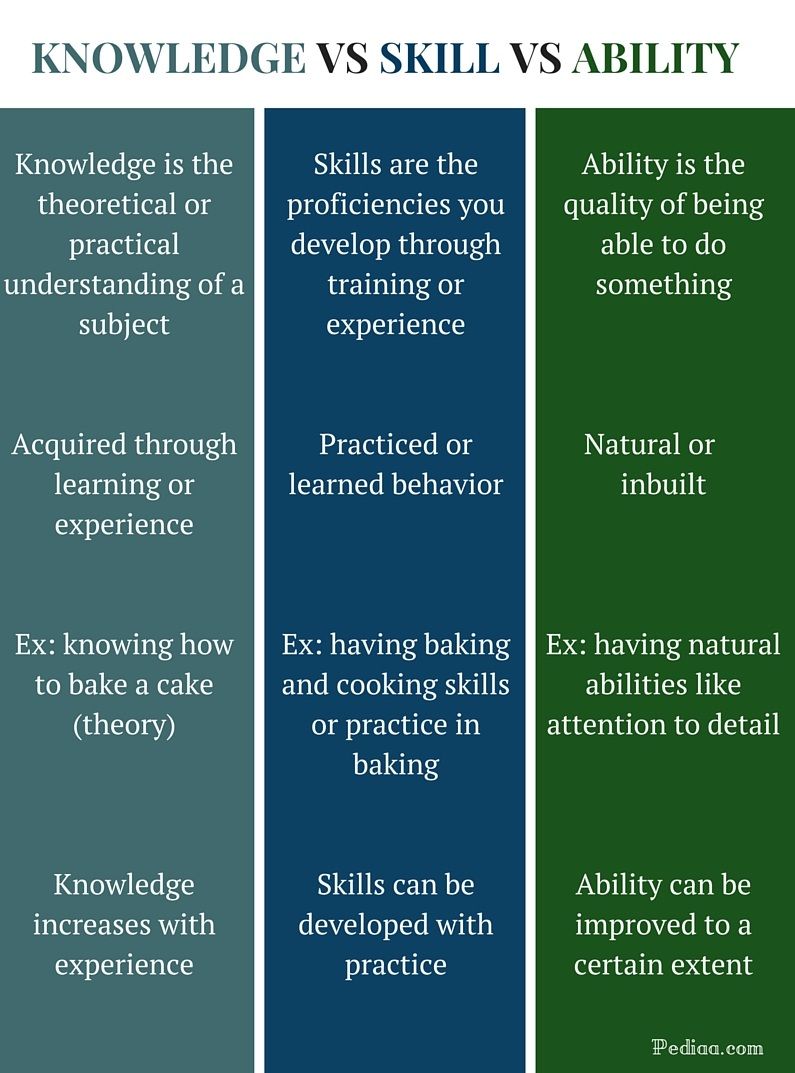 KNOWLEDGE VS SKILL VS ABILITY
Knowledge is the
theoretical or
practical
understanding of a
subject
Acquired through
learning or
experience
Ex: knowing how
to bake a cake
(theory)
Knowledge
increases with
experience
Skills are the
proficiencies you
develop through
training or
experience
Practiced or
learned behavior
Ex: having baking
and cooking skills
or practice in
baking
Skills can be
developed with
practice
Ability is the
quality of being
able to do
something
Natural or
inbuilt
Ex: having natural
abilities like
attention to detail
Ability can be
improved to a
certain extent
Pediaa.com